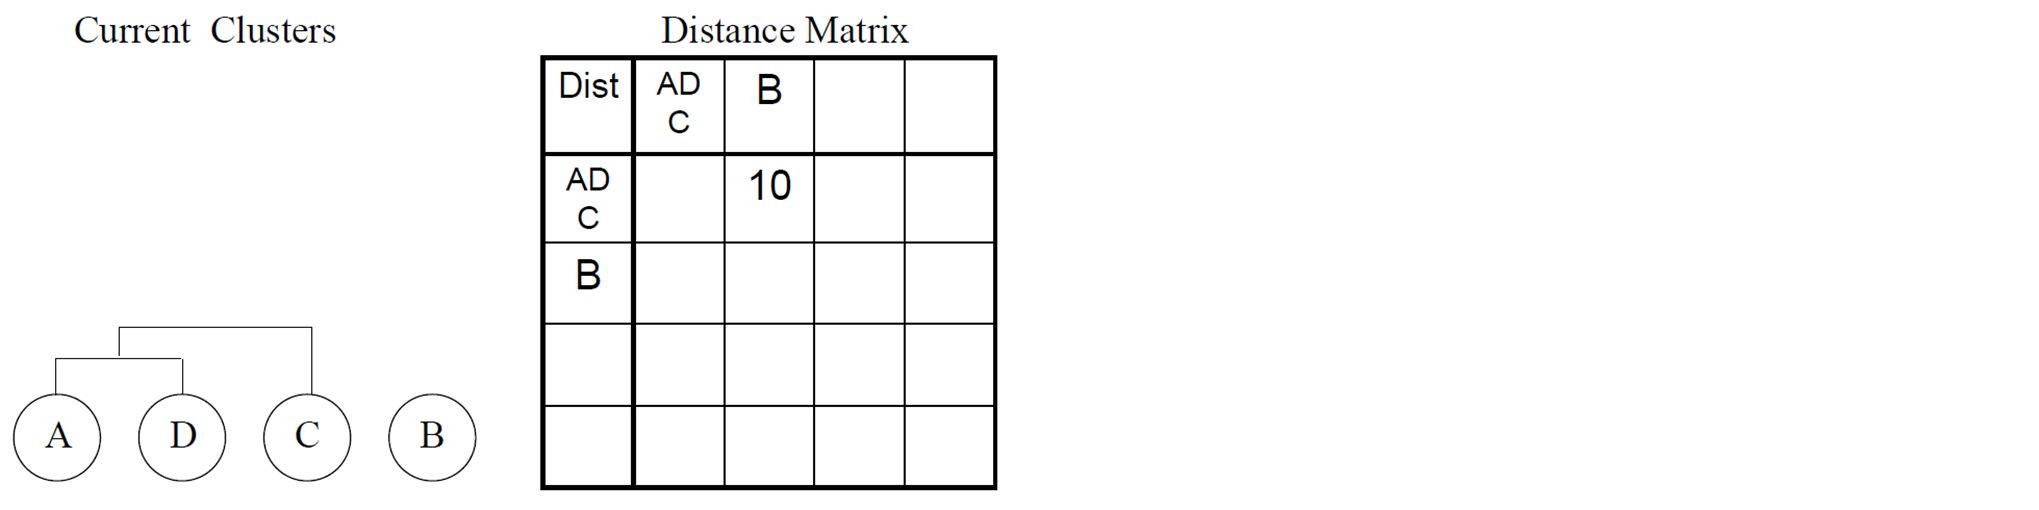 Current Clusters
Distance Matrix
Dist AD C B
AD C 10
B
A D C B